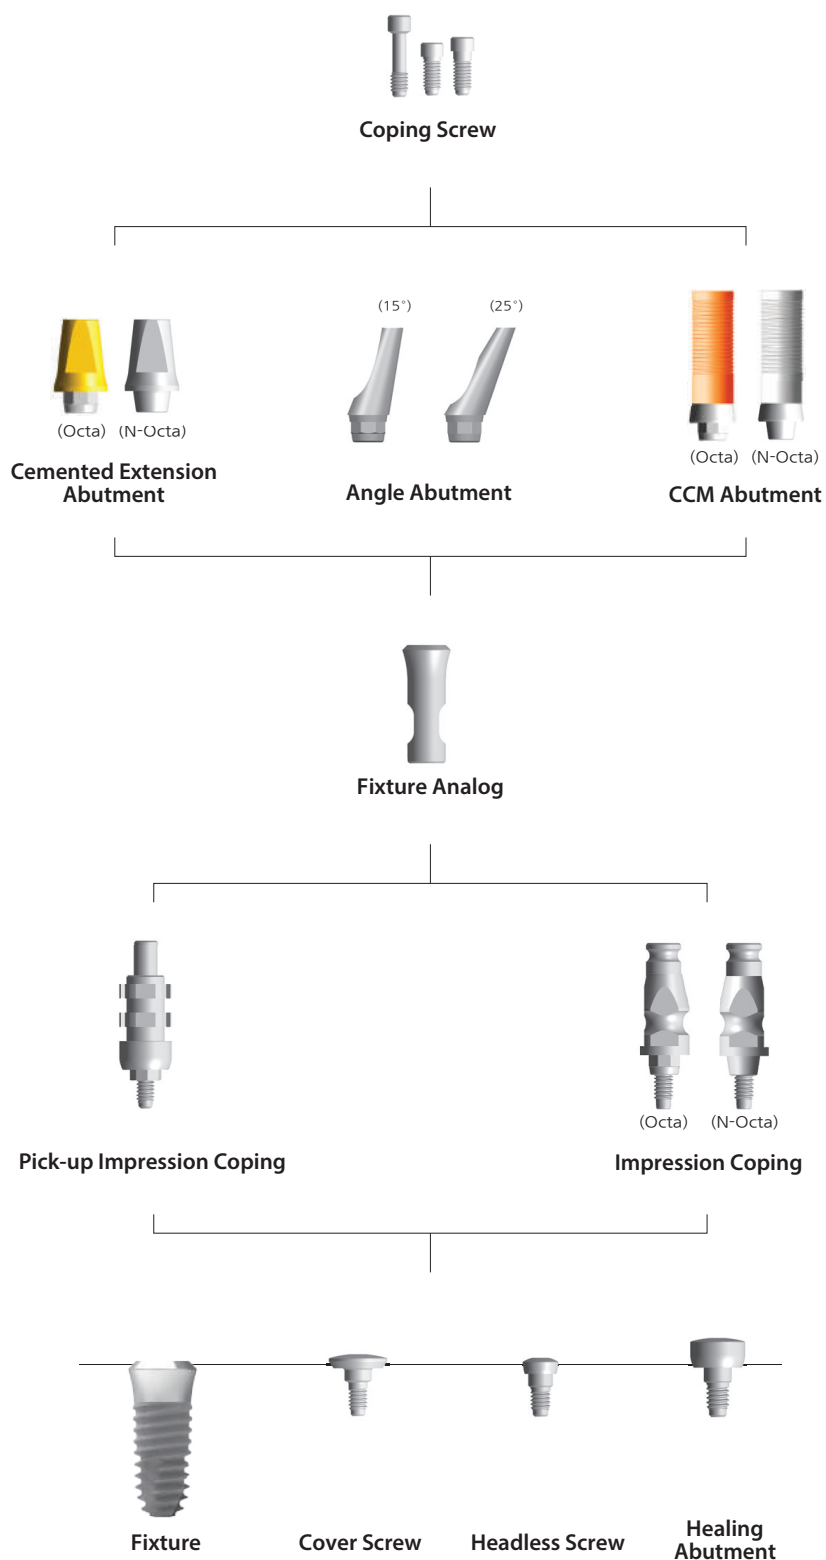 Coping Screw
(15°)
(25°)
(Octa)
(N-Octa)
Cemented Extension
Abutment
Angle Abutment
(Octa)
(N-Octa)
CCM Abutment
Fixture Analog
Pick-up Impression Coping
(Octa)
(N-Octa)
Impression Coping
Fixture
Cover Screw
Headless Screw
Healing
Abutment